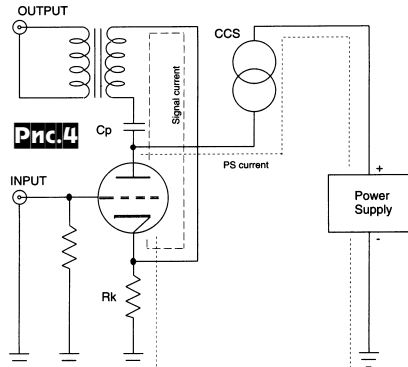 OUTPUT
CCS
Signal current
Рис.4
Cp
PS current
INPUT
+
Power
Supply
-
Rk